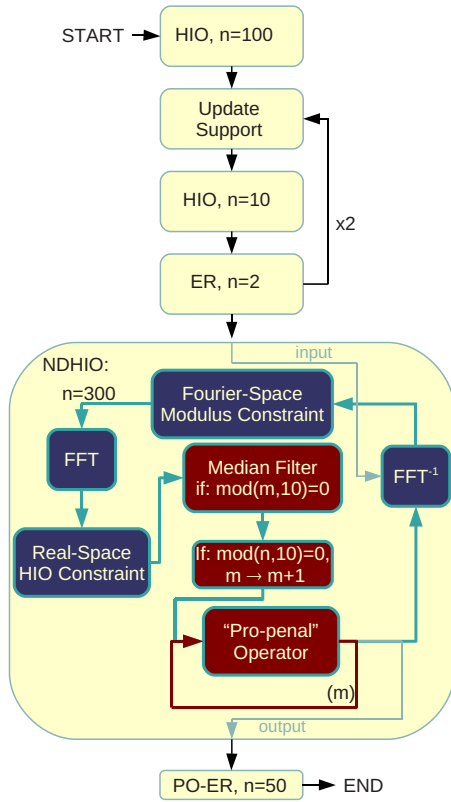 START
HIO, n=100
Update
Support
HIO, n=10
x2
ER, n=2
input
NDHIO:
n=300
Fourier-Space
Modulus Constraint
FFT
Median Filter
if: mod(m,10)=0
FFT-1
Real-Space
HIO Constraint
If: mod(n,10)=0,
m → m+1
“Pro-penal”
Operator
(m)
output
PO-ER, n=50
END